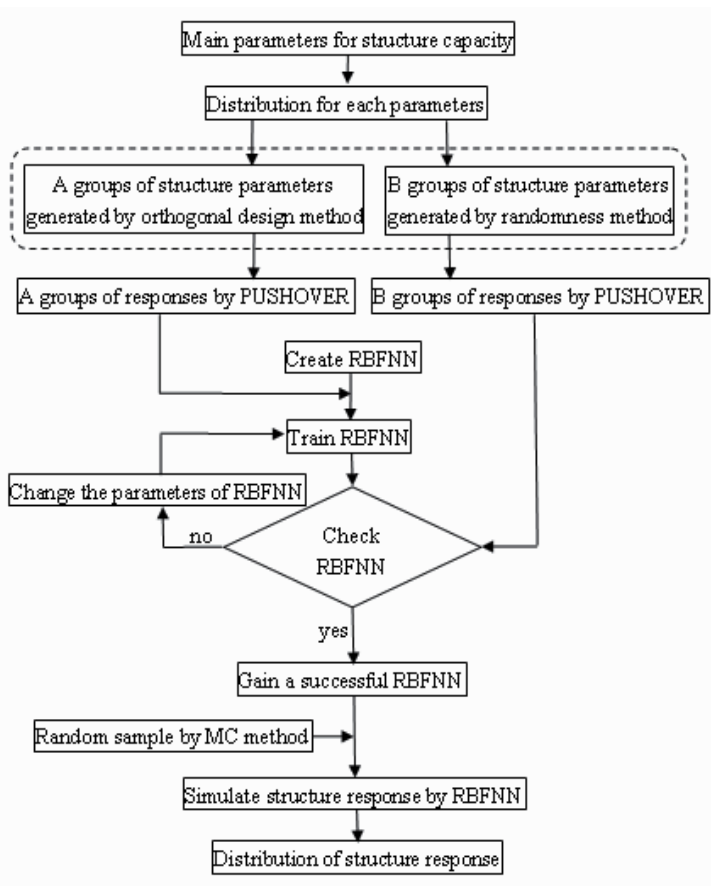 Main parameters for structure capacity
Distribution for each parameters
A groups of structure parameters
generated by orthogonal design method
B groups of structure parameters
generated by randomness method
A groups of responses by PUSHOVER
B groups of responses by PUSHOVER
Create RBFNN
Train RBFNN
Change the parameters of RBFNN
no
Check
RBFNN
yes
Gain a successful RBFNN
Random sample by MC method
Simulate structure response by RBFNN
Distribution of structure response